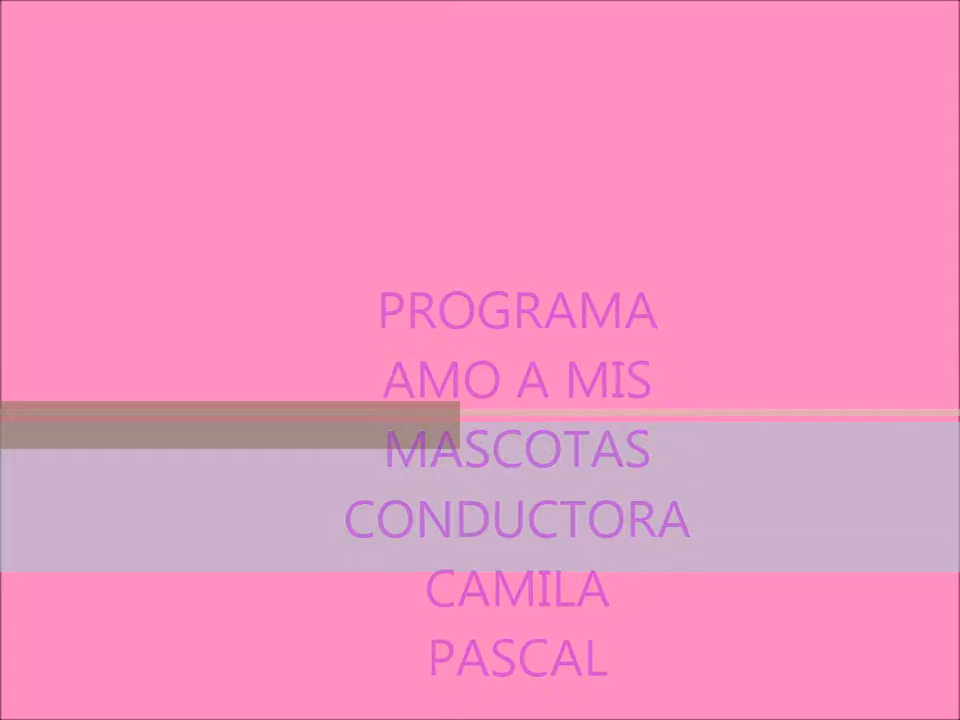 PROGRAMA
AMO A MIS
MASCOTAS
CONDUCTORA
CAMILA
PASCAL